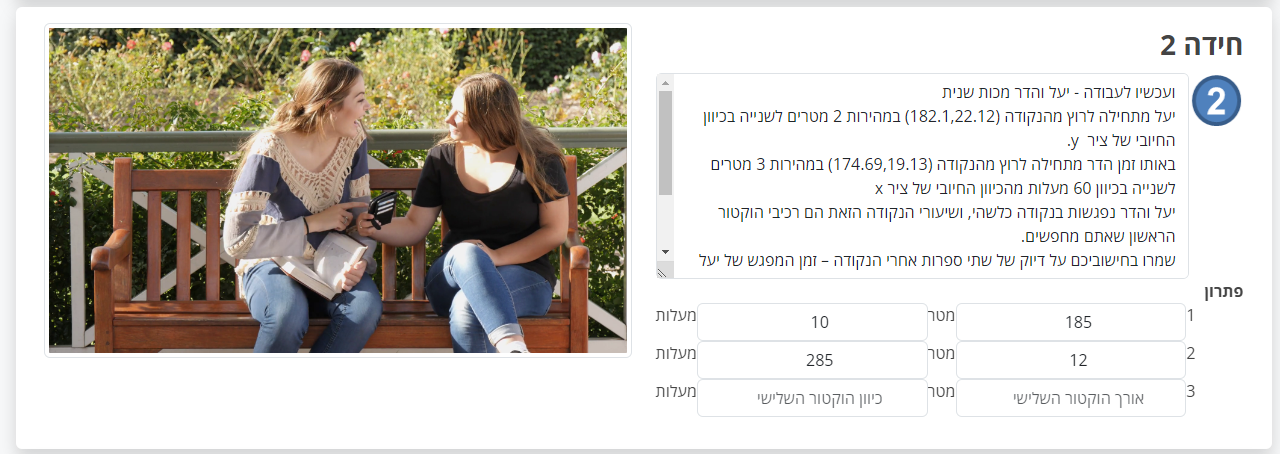 חידה 2
2
ועכשיו לעבודה - יעל והדר מכות שנית
יעל מתחילה לרוץ מהנקודה (182.1,22.12) במהירות 2 מטרים לשנייה בכיוון
החיובי של ציר y.
באותו זמן הדר מתחילה לרוץ מהנקודה (174.69,19.13) במהירות 3 מטרים
לשנייה בכיוון 60 מעלות מהכיוון החיובי של ציר x
יעל והדר נפגשות בנקודה כלשהי, ושיעורי הנקודה הזאת הם רכיבי הוקטור
הראשון שאתם מחפשים.
שמרו בחישוביכם על דיוק של שתי ספרות אחרי הנקודה – זמן המפגש של יעל
פתרון
1 185 מטר 10 מעלות
2 12 מטר 285 מעלות
3 אורך הוקטור השלישי מטר כיוון הוקטור השלישי מעלות